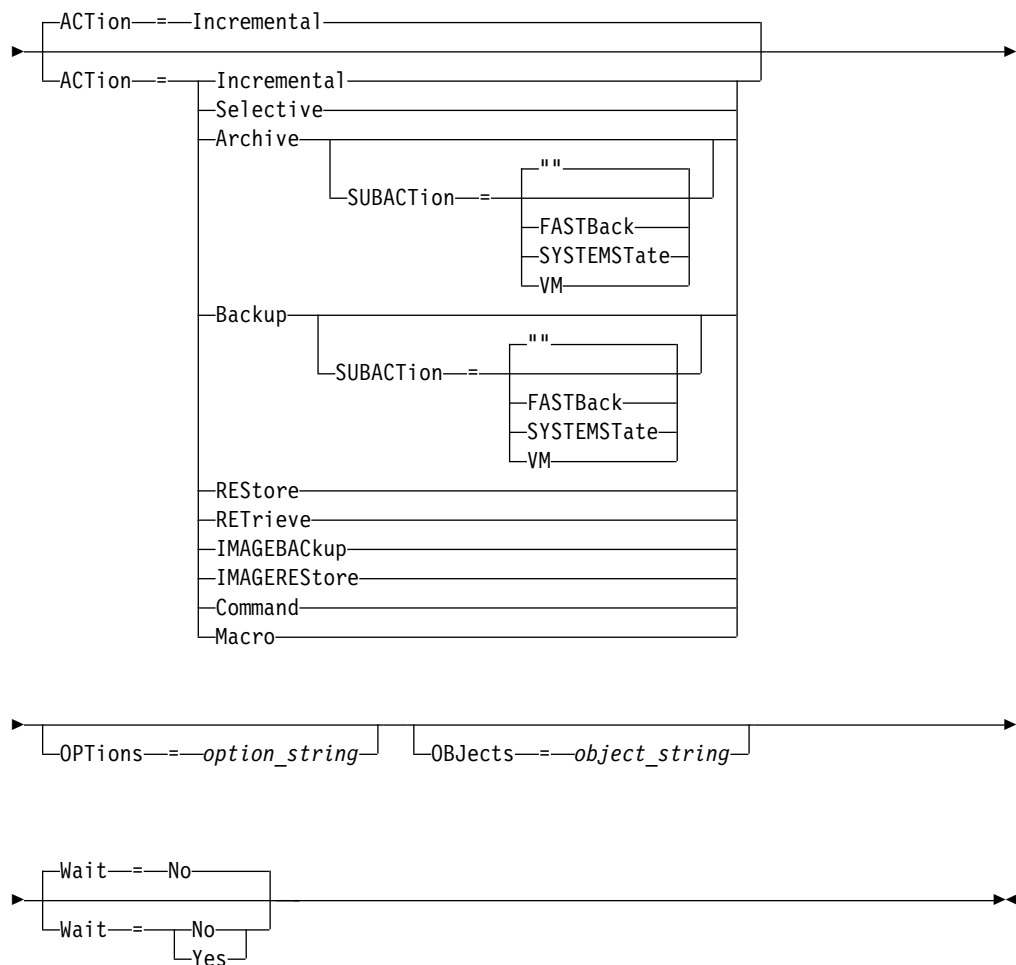 ACTion = Incremental
ACTion = Incremental
Selective
Archive
""
SUBACTion =
FASTBack
SYSTEMSTate
VM
Backup
""
SUBACTion =
FASTBack
SYSTEMSTate
VM
REStore
RETrieve
IMAGEBACkup
IMAGEREStore
Command
Macro
OPTions = option_string OBJects = object_string
Wait = No
Wait = No
Yes